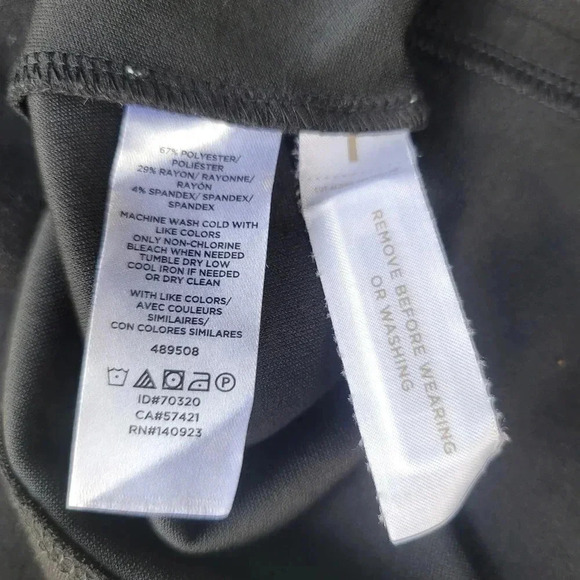 67% POLYESTER/
POLIÉSTER
29% RAYON/ RAYONNE/
RAYÓN
4% SPANDEX/ SPANDEX/
SPANDEX
MACHINE WASH COLD WITH
LIKE COLORS
ONLY NON-CHLORINE
BLEACH WHEN NEEDED
TUMBLE DRY LOW
COOL IRON IF NEEDED
OR DRY CLEAN
WITH LIKE COLORS/
AVEC COULEURS
SIMILAIRES/
CON COLORES SIMILARES
489508
P
ID#70320
CA#57421
RN#140923
REMOVE BEFORE WEARING
OR WASHING